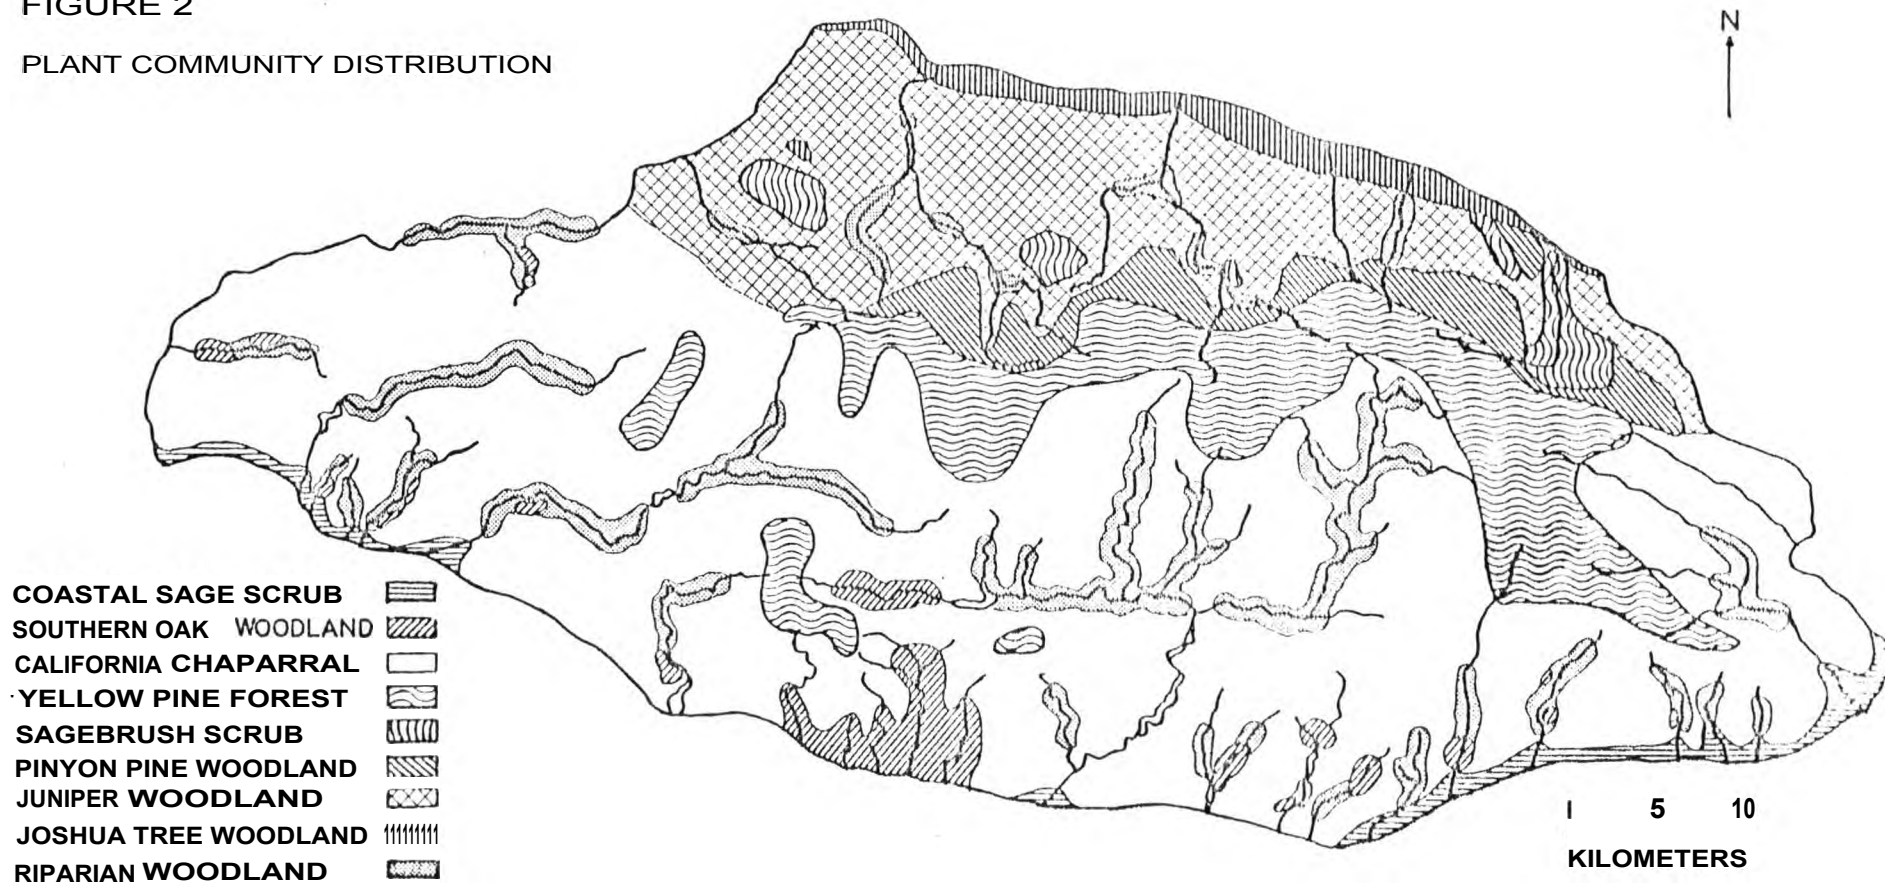 FIGURE 2
PLANT COMMUNITY DISTRIBUTION
N
COASTAL SAGE SCRUB
SOUTHERN OAK WOODLAND
CALIFORNIA CHAPARRAL
YELLOW PINE FOREST
SAGEBRUSH SCRUB
PINYON PINE WOODLAND
JUNIPER WOODLAND
JOSHUA TREE WOODLAND
RIPARIAN WOODLAND
I 5 10
KILOMETERS